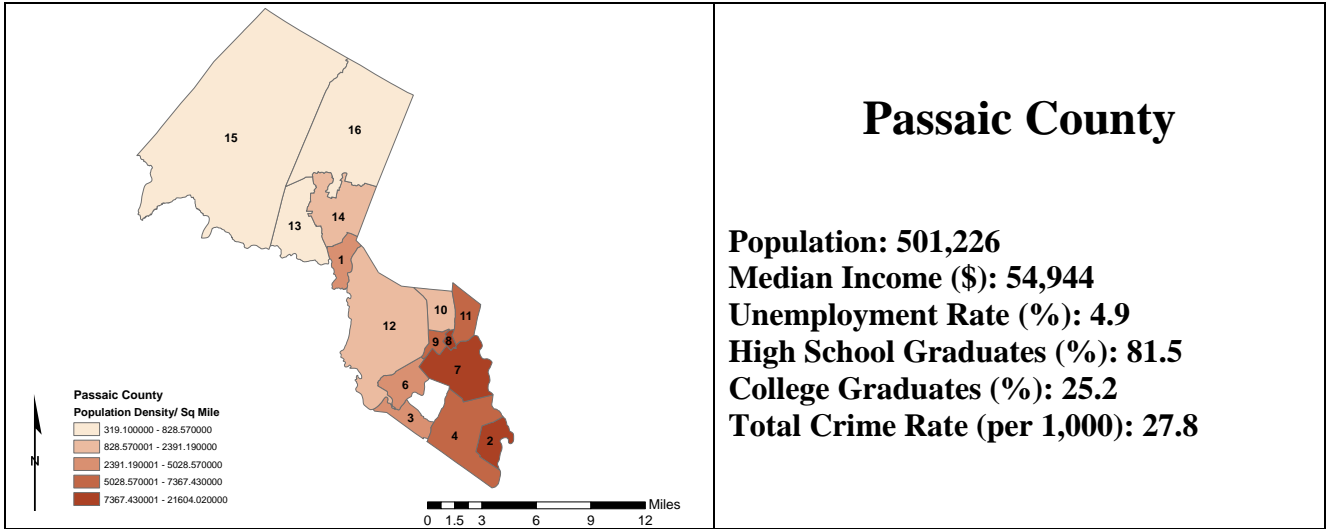 15
16
13
14
1
12
10
11
9
8
7
6
3
4
2
Passaic County
Population Density/ Sq Mile
319.100000 - 828.570000
828.570001 - 2391.190000
2391.190001 - 5028.570000
5028.570001 - 7367.430000
7367.430001 - 21604.020000
N
Miles
0 1.5 3 6 9 12
Passaic County
Population: 501,226
Median Income ($): 54,944
Unemployment Rate (%): 4.9
High School Graduates (%): 81.5
College Graduates (%): 25.2
Total Crime Rate (per 1,000): 27.8